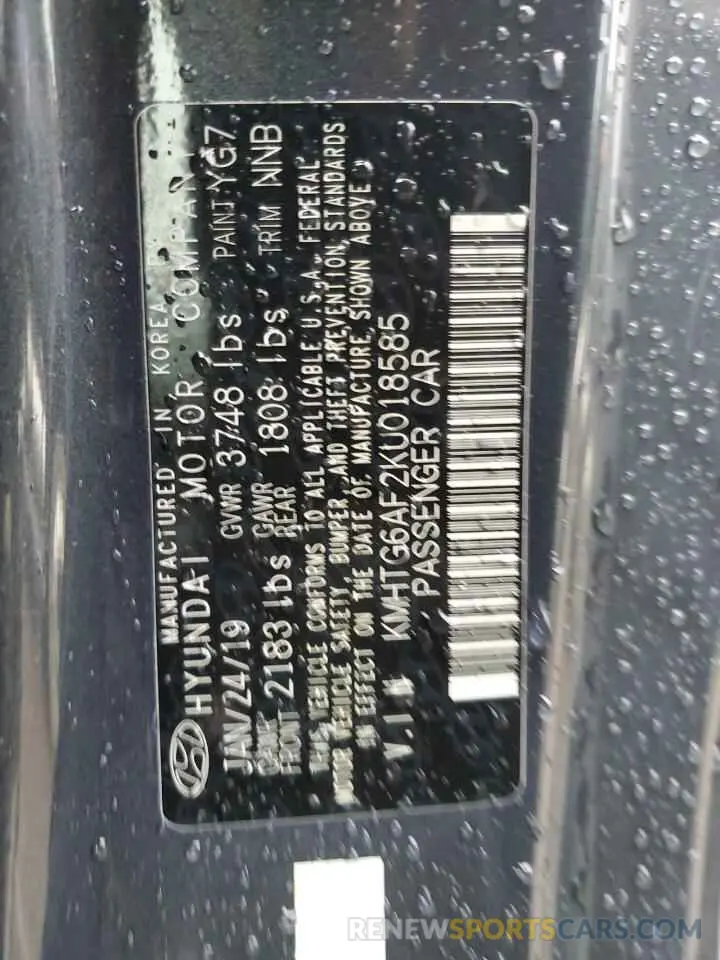 MANUFACTURED IN KOREA
HYUNDAI MOTOR COMPANY
JAN/24/19 GVWR 3748 lbs PAINT YG7
GAWR FRONT 2183 lbs GAWR REAR 1808 lbs TRIM NNB
THIS VEHICLE CONFORMS TO ALL APPLICABLE U.S.A. FEDERAL
MOTOR VEHICLE SAFETY, BUMPER, AND THEFT PREVENTION STANDARDS
IN EFFECT ON THE DATE OF MANUFACTURE SHOWN ABOVE
V.I.N KMHTG6AF2KU018585
PASSENGER CAR
RENEWSPORTSCARS.COM